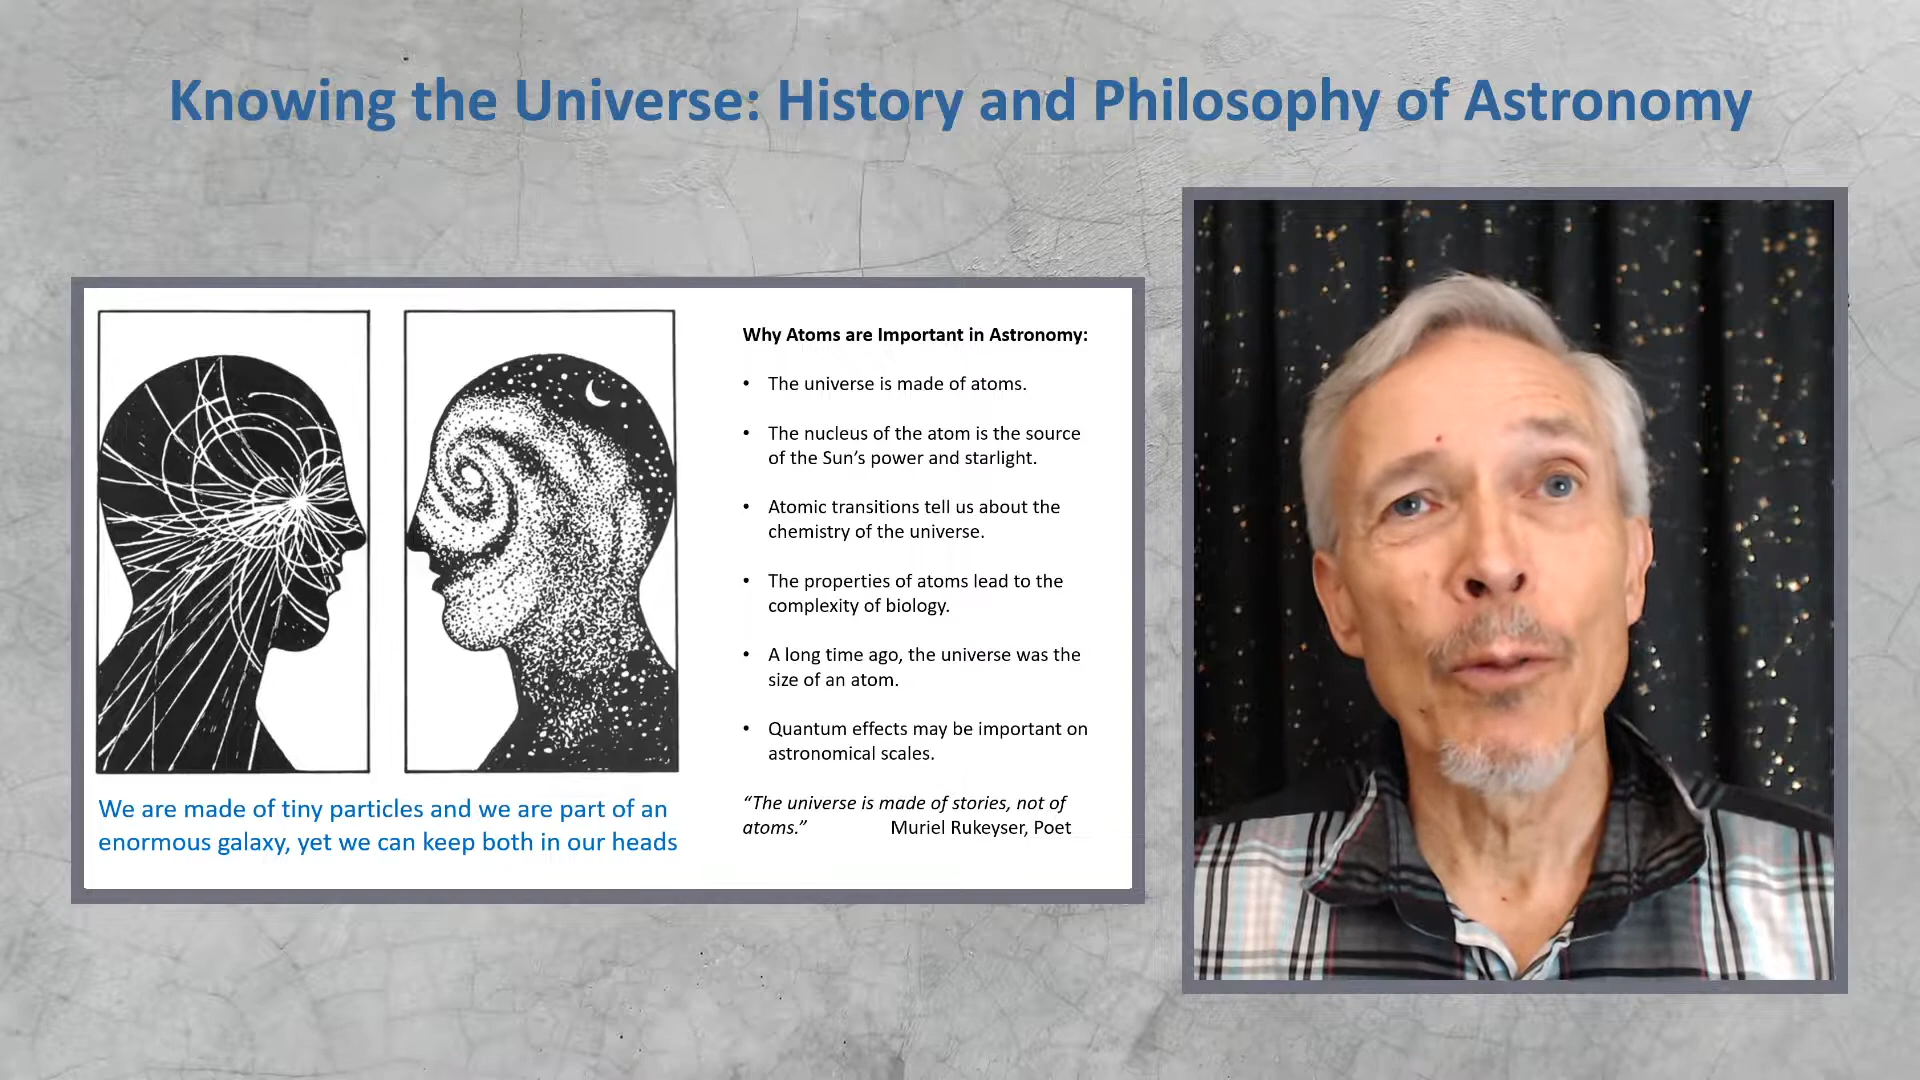 Knowing the Universe: History and Philosophy of Astronomy
Why Atoms are Important in Astronomy:
• The universe is made of atoms.
• The nucleus of the atom is the source
of the Sun’s power and starlight.
• Atomic transitions tell us about the
chemistry of the universe.
• The properties of atoms lead to the
complexity of biology.
• A long time ago, the universe was the
size of an atom.
• Quantum effects may be important on
astronomical scales.
“The universe is made of stories, not of
atoms.” Muriel Rukeyser, Poet
We are made of tiny particles and we are part of an
enormous galaxy, yet we can keep both in our heads